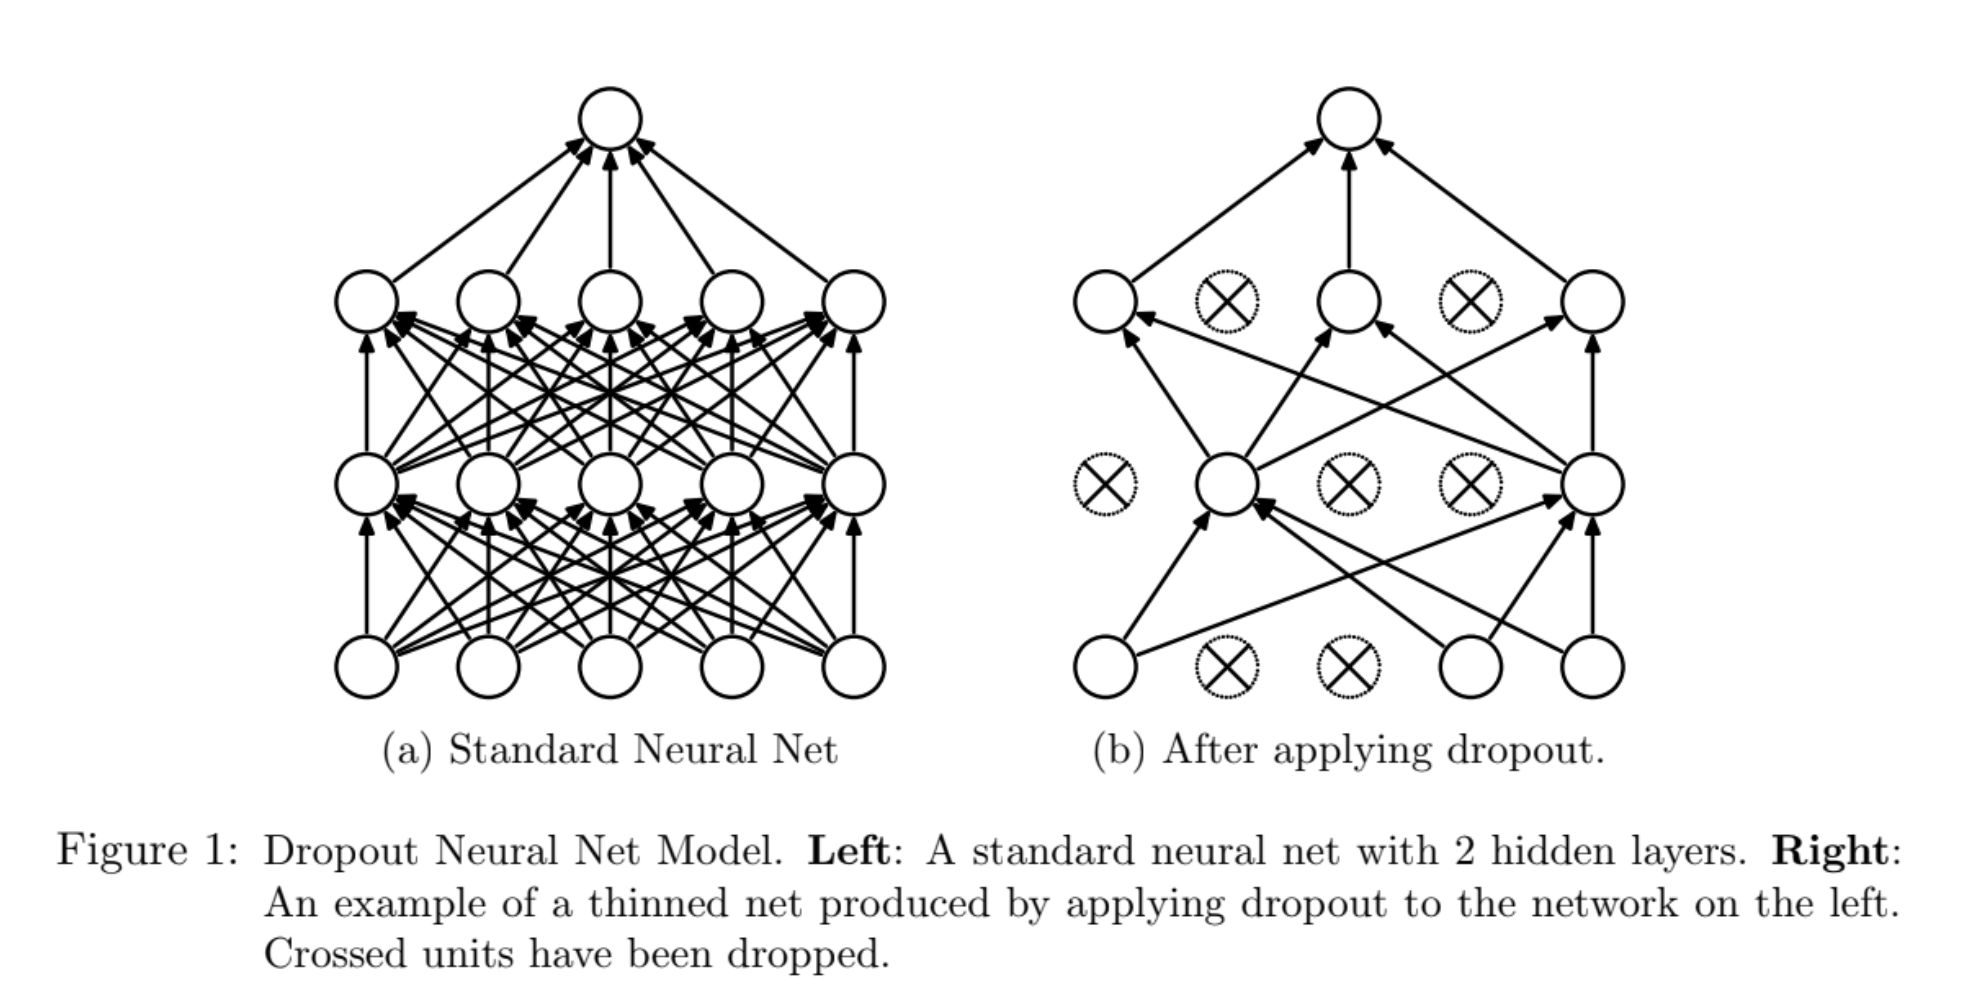 (a) Standard Neural Net
(b) After applying dropout.
Figure 1: Dropout Neural Net Model. Left: A standard neural net with 2 hidden layers. Right:
An example of a thinned net produced by applying dropout to the network on the left.
Crossed units have been dropped.